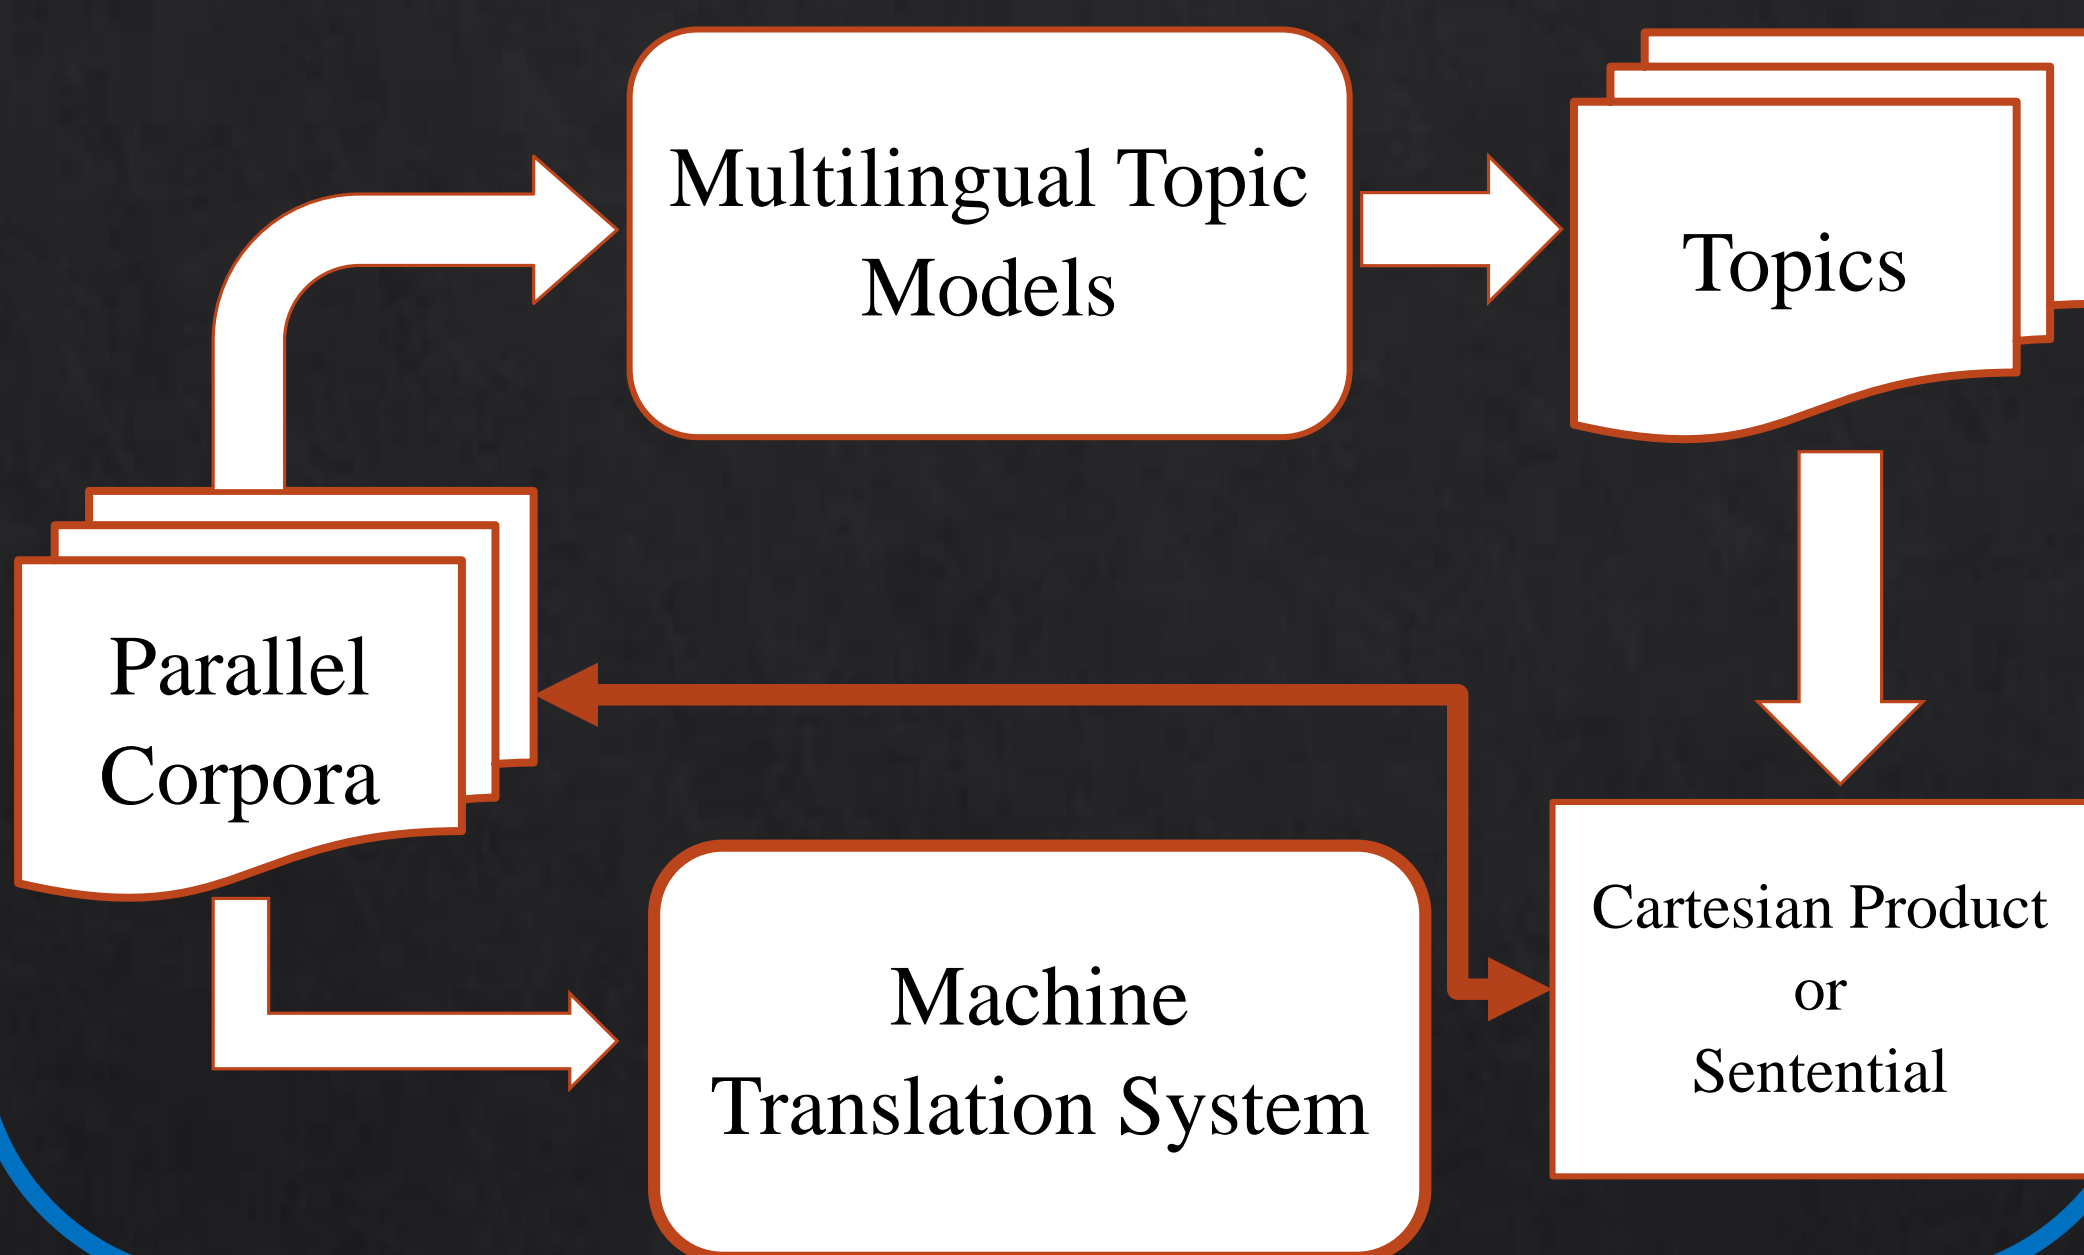 Multilingual Topic
Models
Topics
Parallel
Corpora
Machine
Translation System
Cartesian Product
or
Sentential